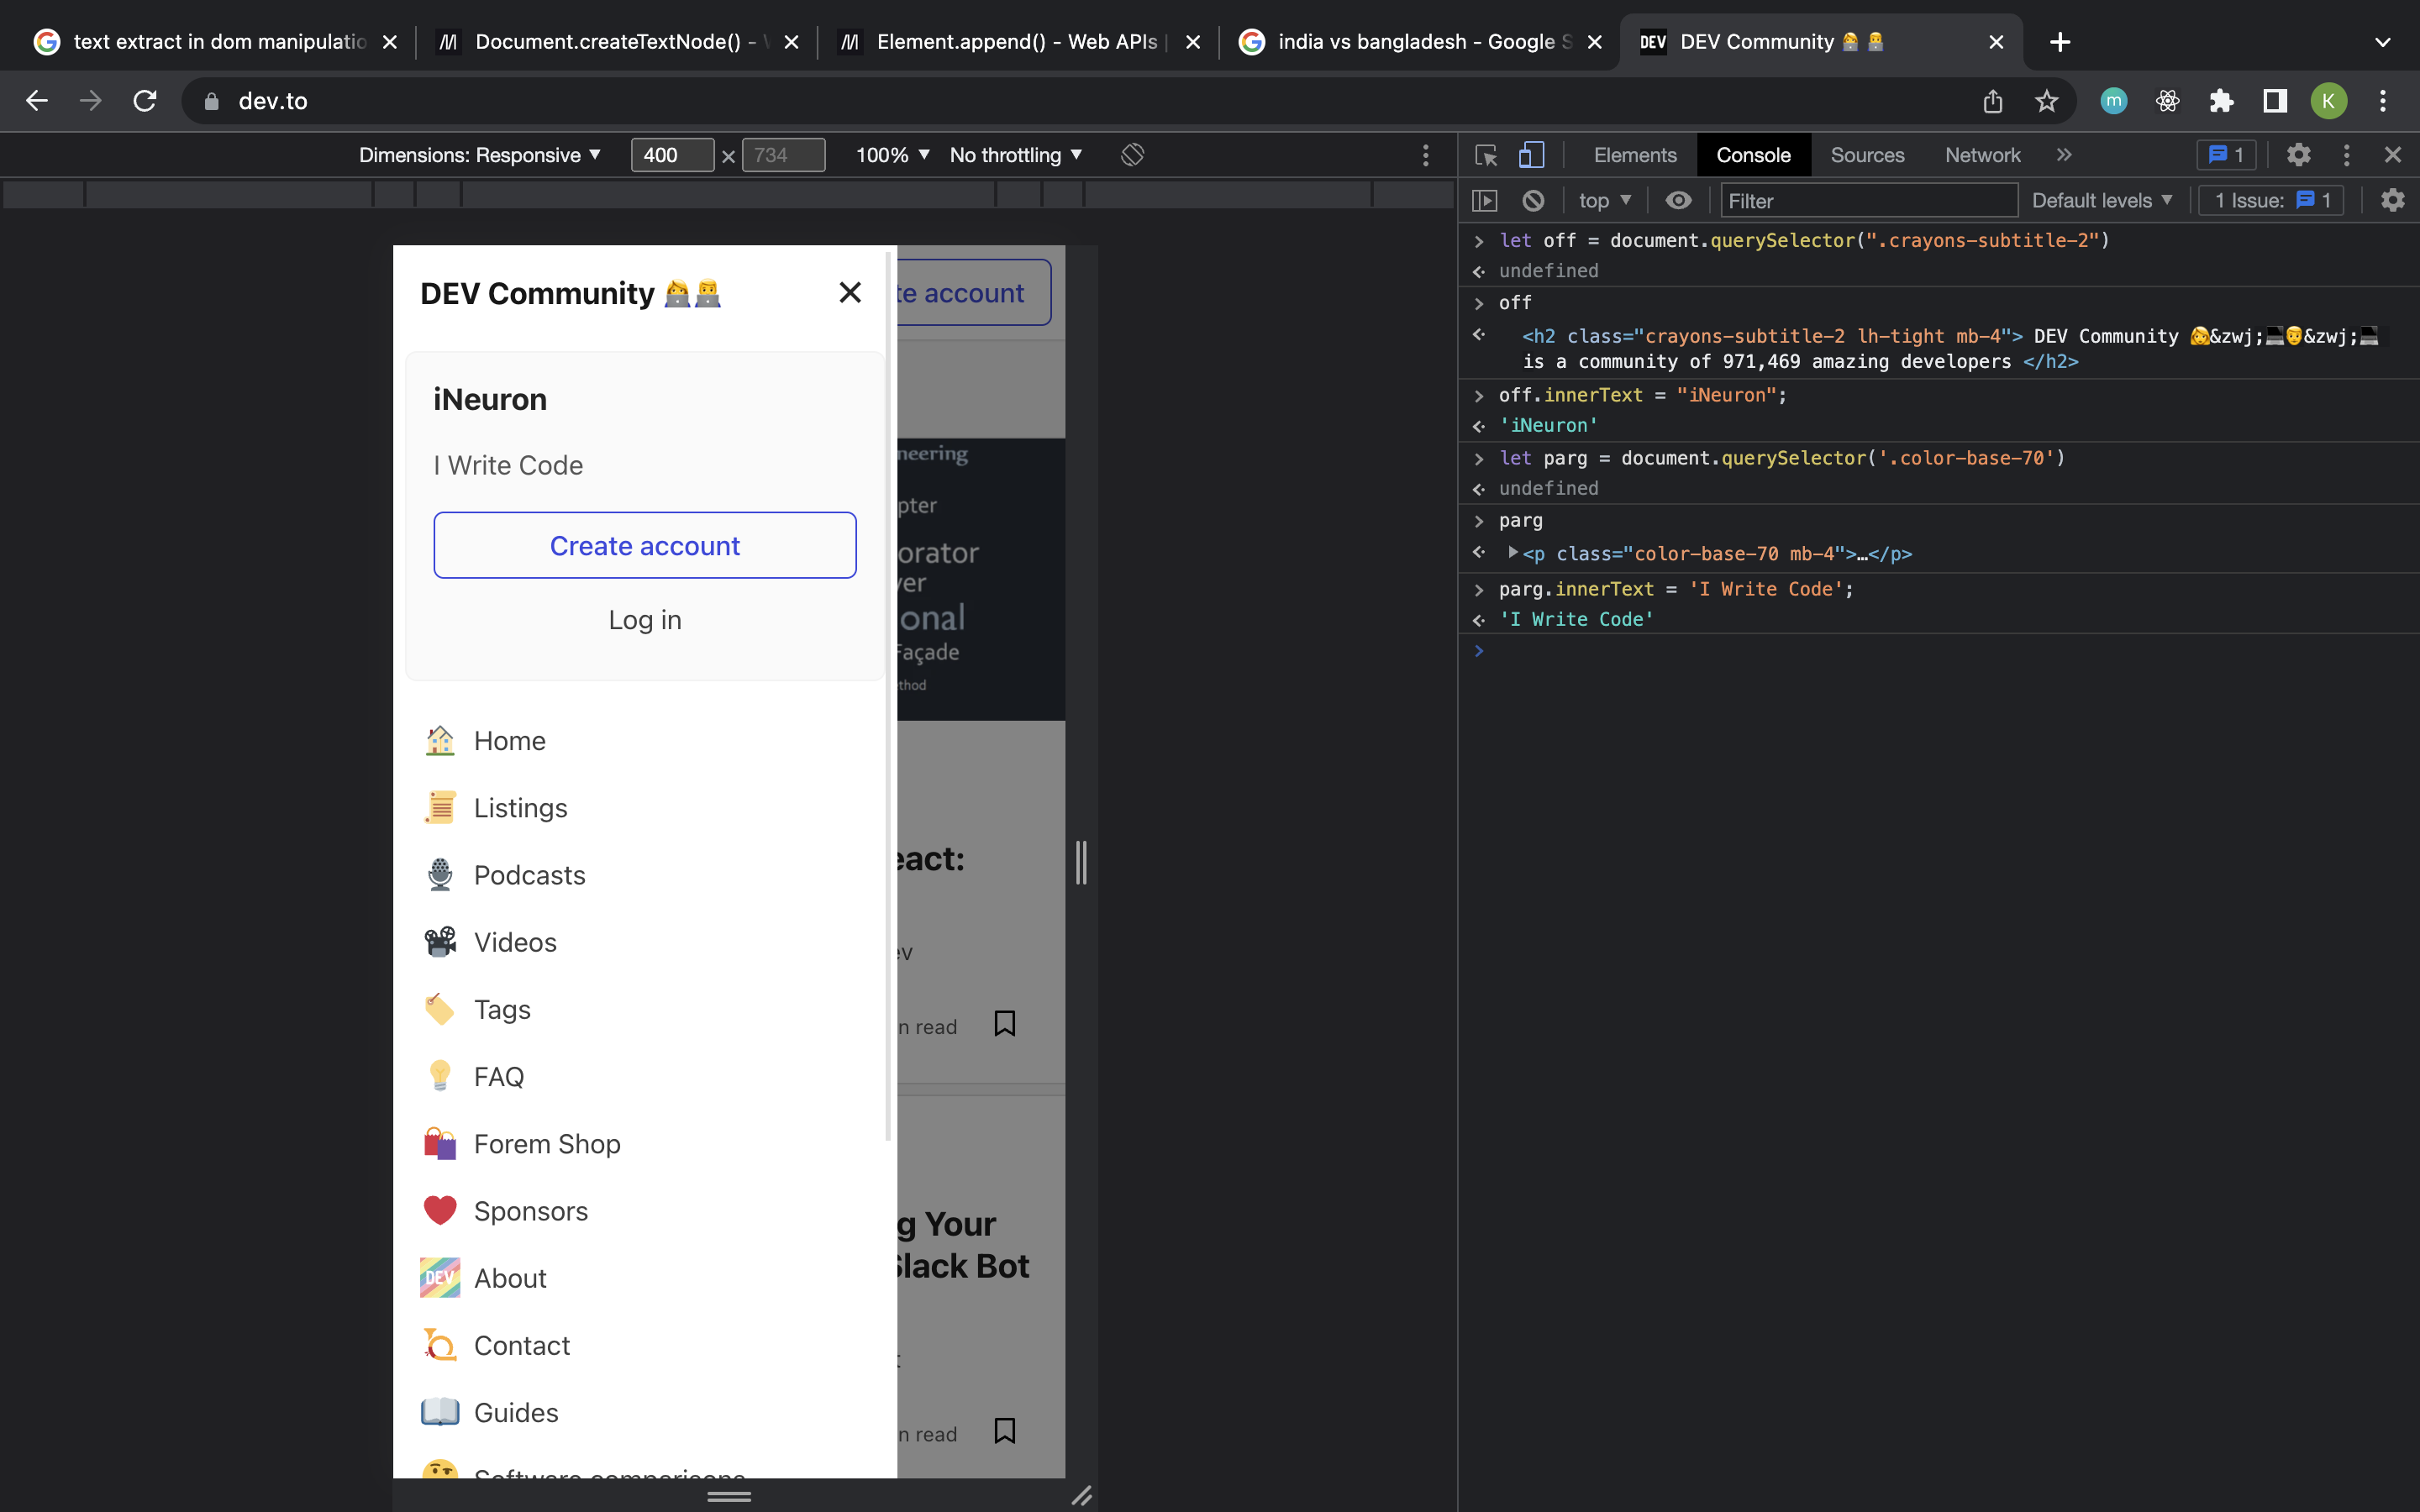 text extract in dom manipulatio
Document.createTextNode() -
Element.append() - Web APIs |
india vs bangladesh - Google S
DEV DEV Community 👩‍💻👨‍💻
dev.to
m
K
Dimensions: Responsive ▼ 400 × 734 100% ▼ No throttling ▼
Elements Console Sources Network » 1
top ▼ Filter Default levels ▼ 1 Issue: 1
DEV Community 👩‍💻👨‍💻
te account
iNeuron
I Write Code
Create account
Log in
Home
Listings
Podcasts
Videos
Tags
FAQ
Forem Shop
Sponsors
DEV About
Contact
Guides
Software comparisons
neering
pter
orator
ver
onal
Façade
thod
eact:
ev
n read
g Your
Slack Bot
n read
> let off = document.querySelector(".crayons-subtitle-2")
undefined
> off
<h2 class="crayons-subtitle-2 lh-tight mb-4"> DEV Community 👩&zwj;💻👨&zwj;💻
is a community of 971,469 amazing developers </h2>
> off.innerText = "iNeuron";
'iNeuron'
> let parg = document.querySelector('.color-base-70')
undefined
> parg
▶<p class="color-base-70 mb-4">…</p>
> parg.innerText = 'I Write Code';
'I Write Code'
>